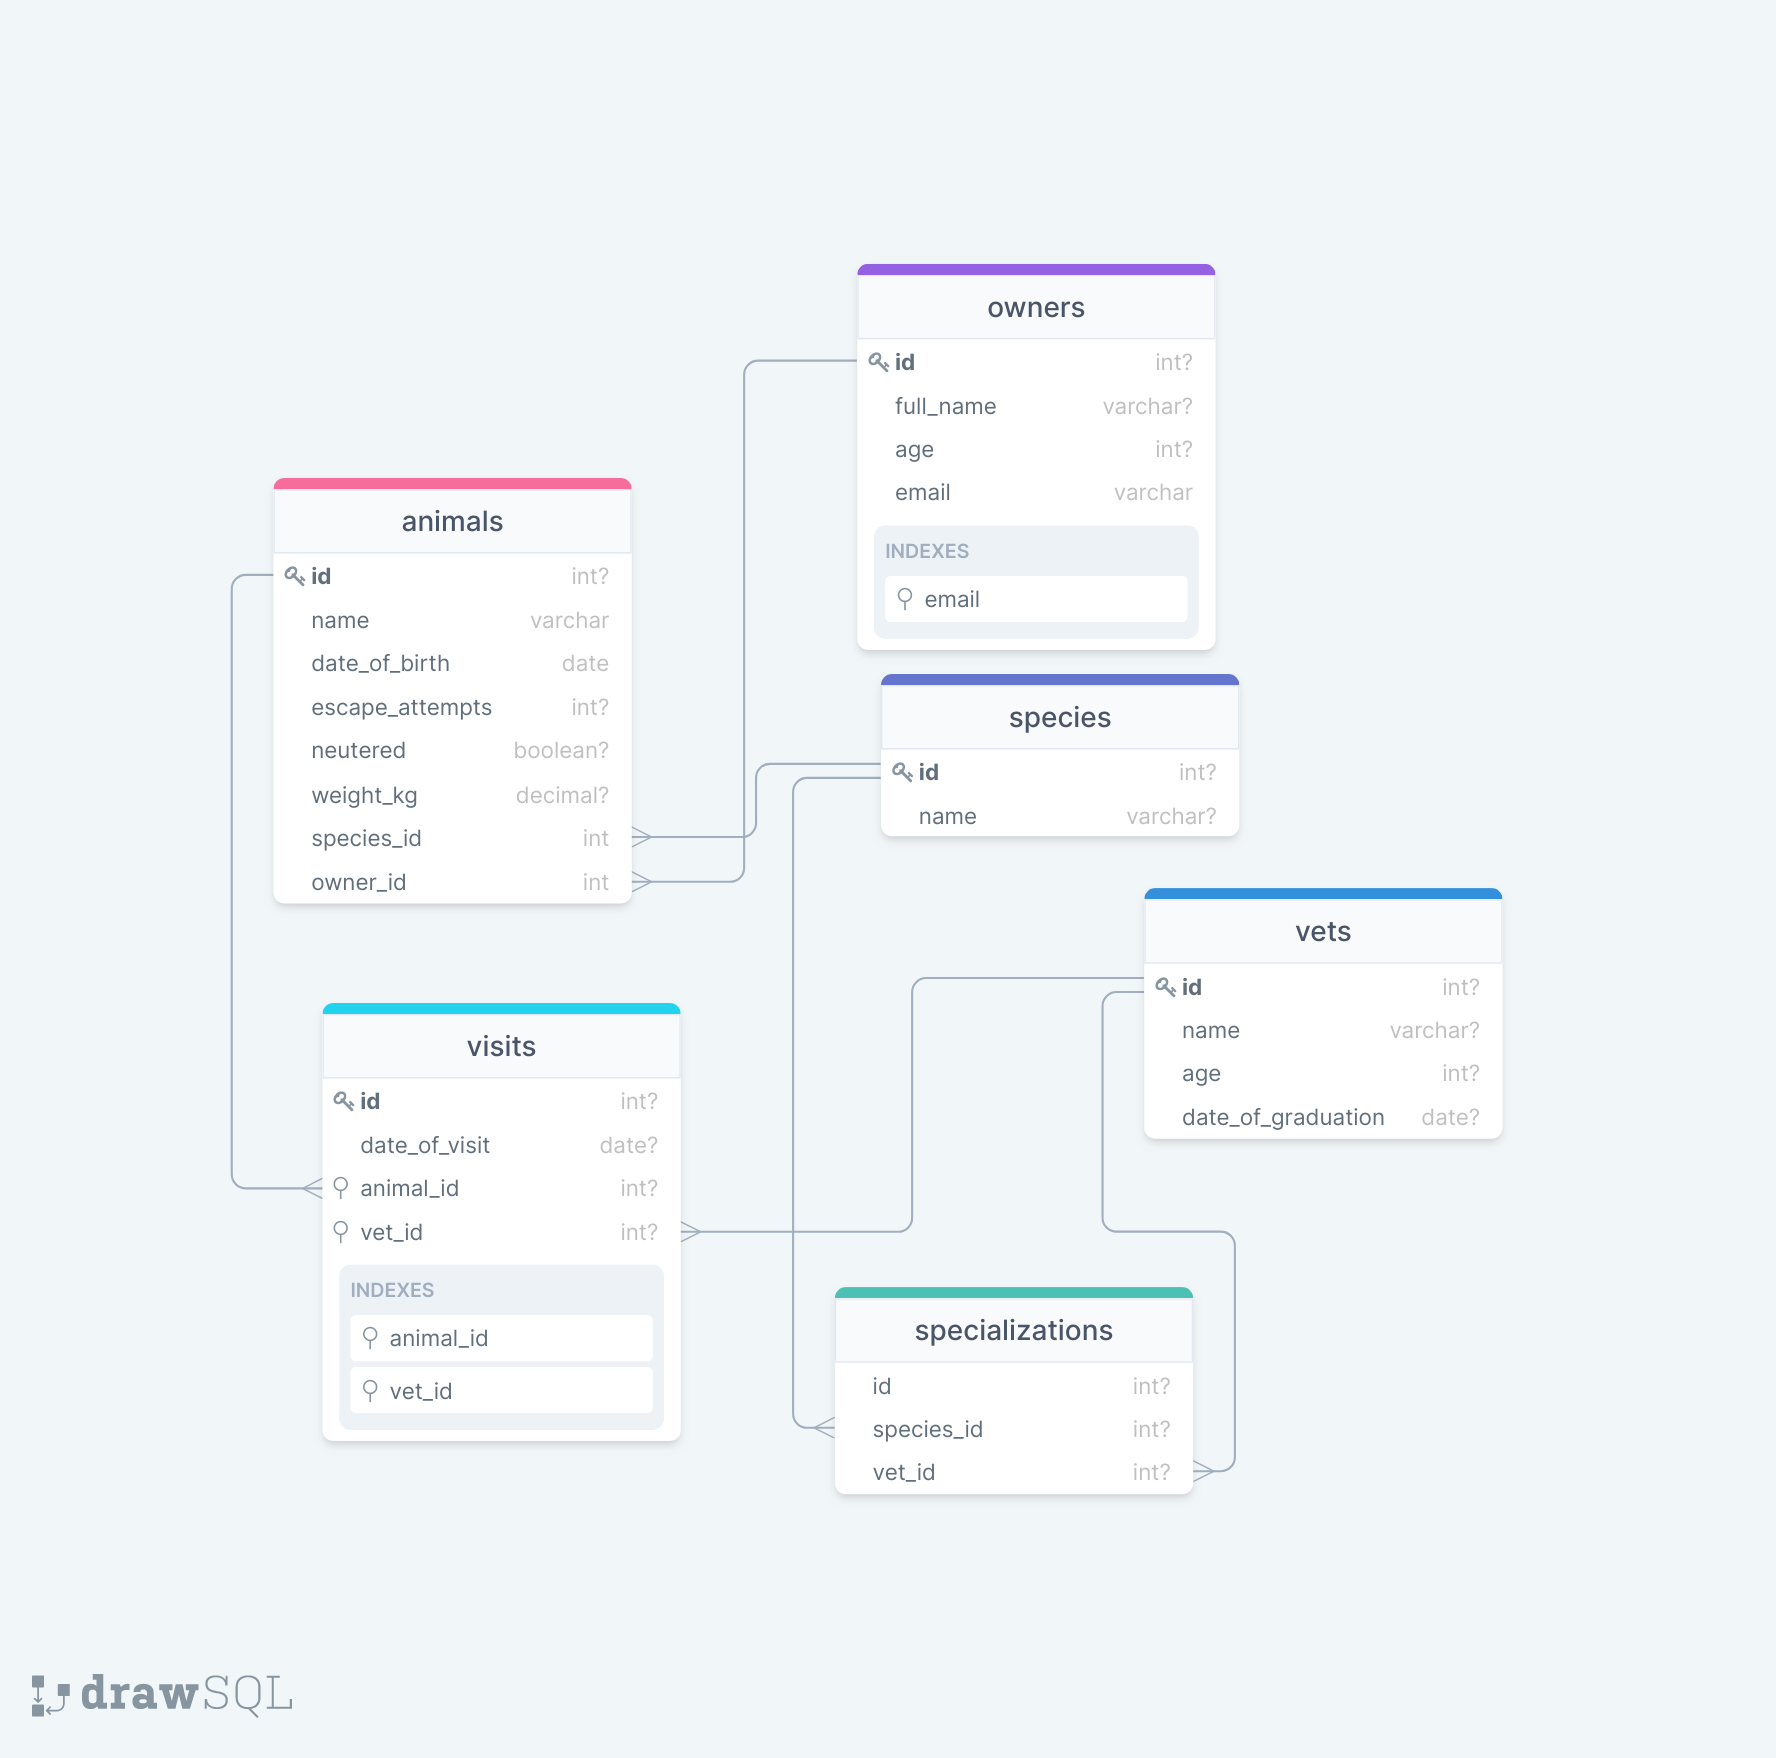 owners
id int?
full_name varchar?
age int?
email varchar
INDEXES
email
animals
id int?
name varchar
date_of_birth date
escape_attempts int?
neutered boolean?
weight_kg decimal?
species_id int
owner_id int
species
id int?
name varchar?
vets
id int?
name varchar?
age int?
date_of_graduation date?
visits
id int?
date_of_visit date?
animal_id int?
vet_id int?
INDEXES
animal_id
vet_id
specializations
id int?
species_id int?
vet_id int?
drawSQL